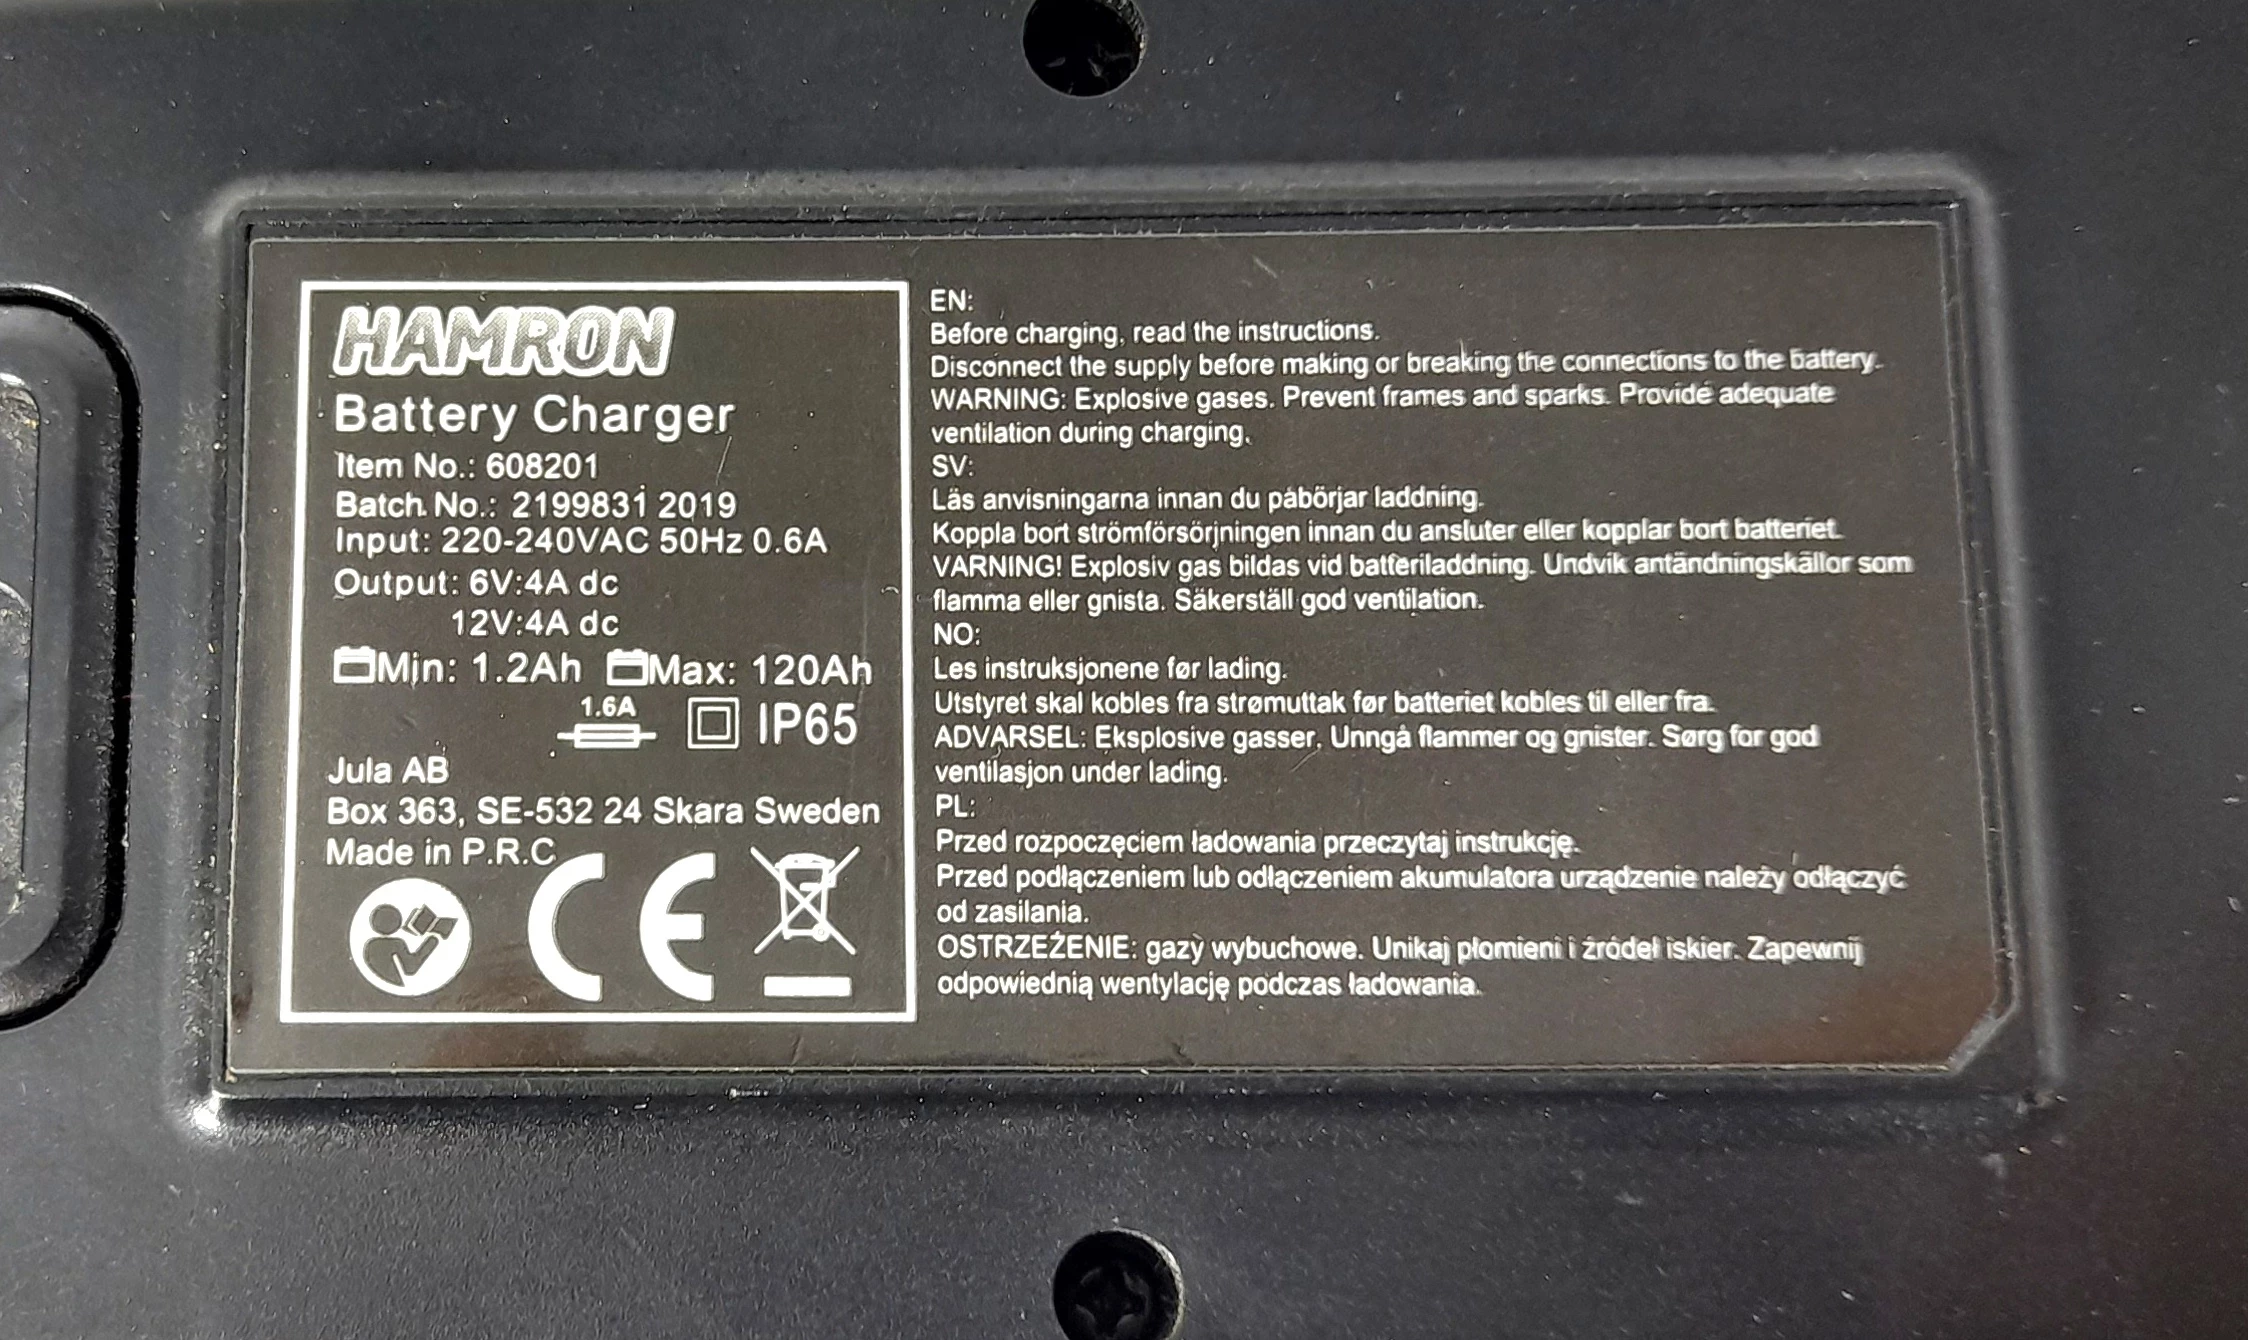 HAMRON
Battery Charger
Item No.: 608201
Batch No.: 2199831 2019
Input: 220-240VAC 50Hz 0.6A
Output: 6V:4A dc
12V:4A dc
Min: 1.2Ah Max: 120Ah
1.6A
IP65
Jula AB
Box 363, SE-532 24 Skara Sweden
Made in P.R.C
CE
EN:
Before charging, read the instructions.
Disconnect the supply before making or breaking the connections to the battery.
WARNING: Explosive gases. Prevent frames and sparks. Provide adequate
ventilation during charging.
SV:
Läs anvisningarna innan du påbörjar laddning.
Koppla bort strömförsörjningen innan du ansluter eller kopplar bort batteriet.
VARNING! Explosiv gas bildas vid batteriladdning. Undvik antändningskällor som
flamma eller gnista. Säkerställ god ventilation.
NO:
Les instruksjonene før lading.
Utstyret skal kobles fra strømuttak før batteriet kobles til eller fra.
ADVARSEL: Eksplosive gasser. Unngå flammer og gnister. Sørg for god
ventilasjon under lading.
PL:
Przed rozpoczęciem ładowania przeczytaj instrukcję.
Przed podłączeniem lub odłączeniem akumulatora urządzenie należy odłączyć
od zasilania.
OSTRZEŻENIE: gazy wybuchowe. Unikaj płomieni i źródeł iskier. Zapewnij
odpowiednią wentylację podczas ładowania.